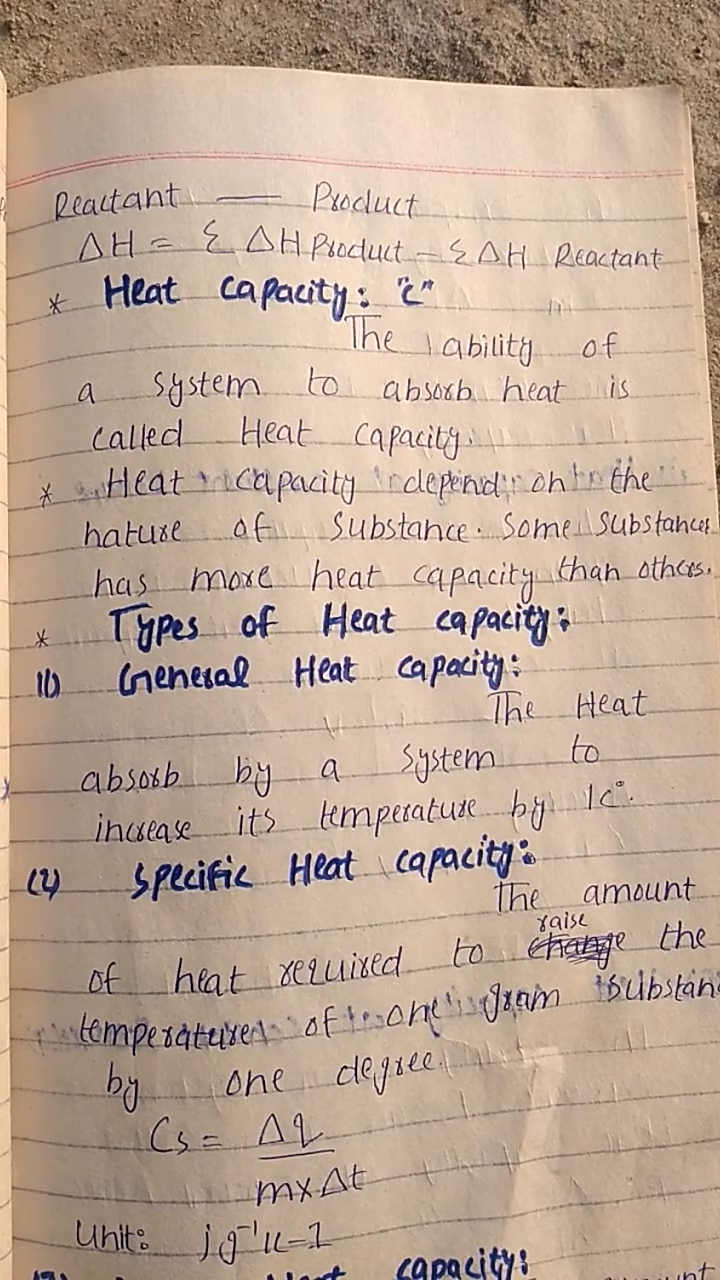 Reactant — Product
ΔH = Σ ΔH Product - Σ ΔH Reactant
* Heat capacity: "C"
The ability of
a system to absorb heat is
called Heat capacity.
* Heat capacity depend on the
nature of substance. Some substances
has more heat capacity than others.
* Types of Heat capacity:
(1) General Heat capacity:
The Heat
absorb by a system to
increase its temperature by 1c°.
(2) Specific Heat capacity:
The amount
of heat required to raise the
temperature of one gram substan
by one degree.
Cs = Δq
m×Δt
Unit: jg⁻¹k-1
capacity: